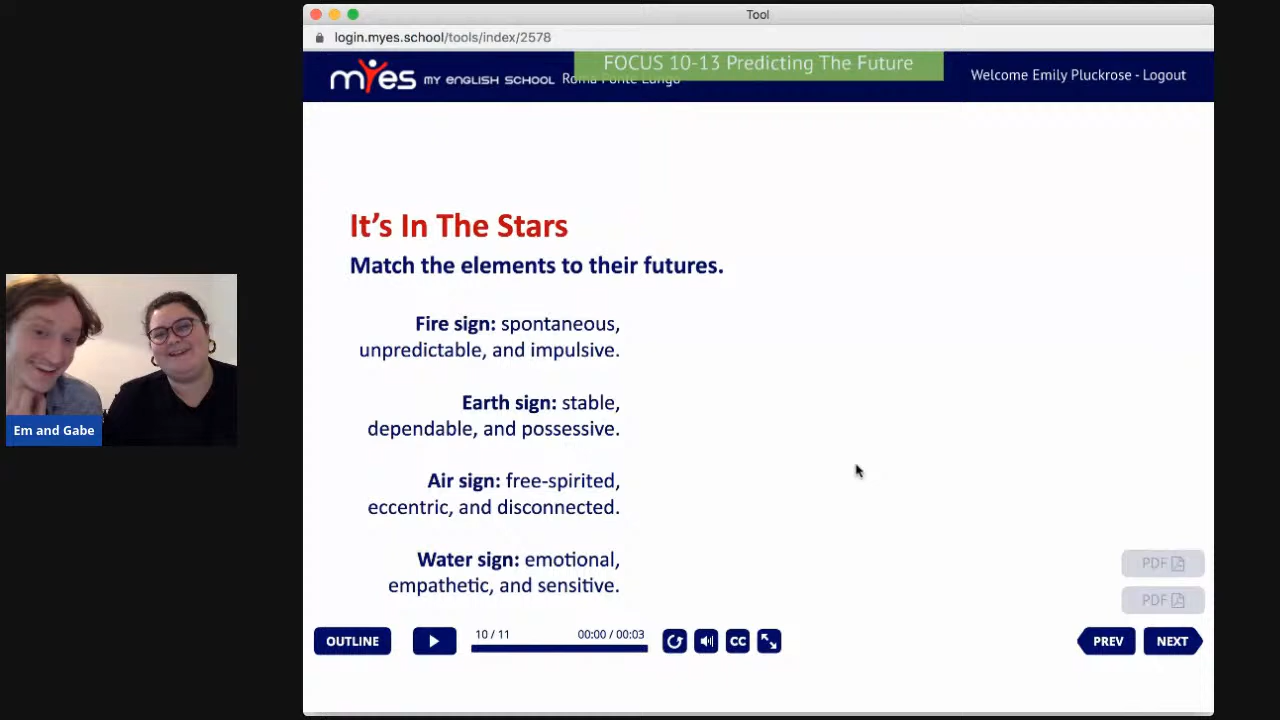 Tool
login.myes.school/tools/index/2578
FOCUS 10-13 Predicting The Future
myes MY ENGLISH SCHOOL Roma Ponte Lungo
Welcome Emily Pluckrose - Logout
It's In The Stars
Match the elements to their futures.
Fire sign: spontaneous,
unpredictable, and impulsive.
Earth sign: stable,
dependable, and possessive.
Air sign: free-spirited,
eccentric, and disconnected.
Water sign: emotional,
empathetic, and sensitive.
Em and Gabe
PDF
PDF
OUTLINE
10 / 11
00:00 / 00:03
CC
PREV
NEXT